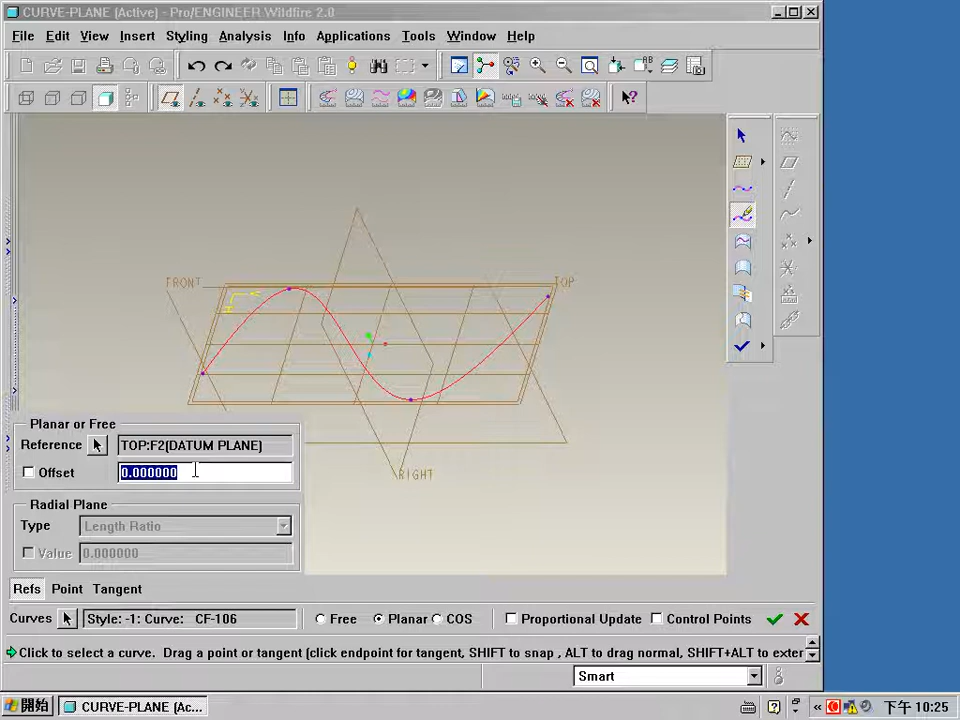 CURVE-PLANE (Active) - Pro/ENGINEER Wildfire 2.0
File Edit View Insert Styling Analysis Info Applications Tools Window Help
FRONT
TOP
RIGHT
Planar or Free
Reference TOP:F2(DATUM PLANE)
Offset 0.000000
Radial Plane
Type Length Ratio
Value 0.000000
Refs Point Tangent
Curves Style: -1: Curve: CF-106 Free Planar COS Proportional Update Control Points
Click to select a curve. Drag a point or tangent (click endpoint for tangent, SHIFT to snap , ALT to drag normal, SHIFT+ALT to exter
Smart
開始 CURVE-PLANE (Ac... « 下午 10:25